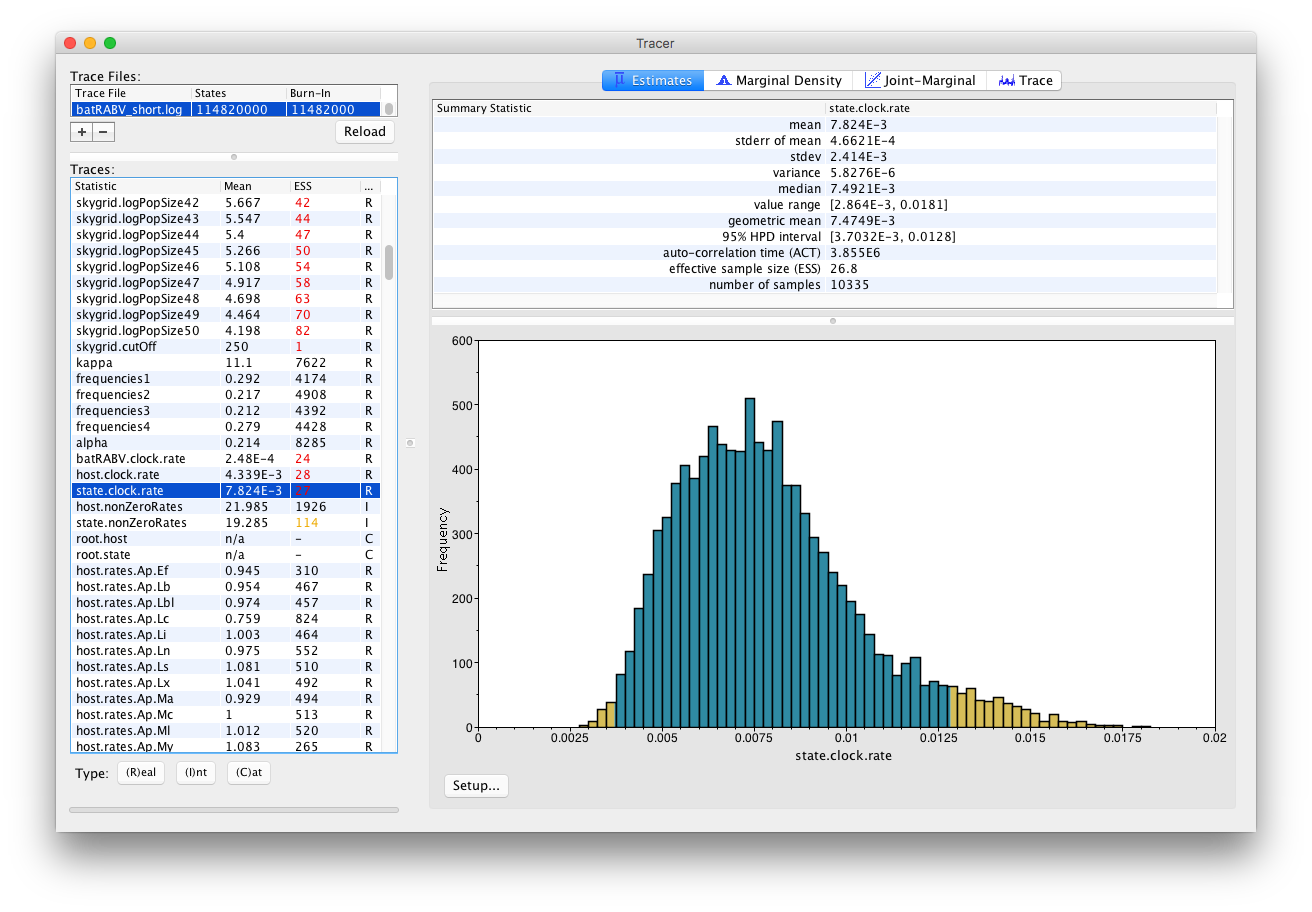 Tracer
Trace Files:
Trace File States Burn-In
batRABV_short.log 114820000 11482000
+ − Reload
Traces:
Statistic Mean ESS ...
skygrid.logPopSize42 5.667 42 R
skygrid.logPopSize43 5.547 44 R
skygrid.logPopSize44 5.4 47 R
skygrid.logPopSize45 5.266 50 R
skygrid.logPopSize46 5.108 54 R
skygrid.logPopSize47 4.917 58 R
skygrid.logPopSize48 4.698 63 R
skygrid.logPopSize49 4.464 70 R
skygrid.logPopSize50 4.198 82 R
skygrid.cutOff 250 1 R
kappa 11.1 7622 R
frequencies1 0.292 4174 R
frequencies2 0.217 4908 R
frequencies3 0.212 4392 R
frequencies4 0.279 4428 R
alpha 0.214 8285 R
batRABV.clock.rate 2.48E-4 24 R
host.clock.rate 4.339E-3 28 R
state.clock.rate 7.824E-3 27 R
host.nonZeroRates 21.985 1926 I
state.nonZeroRates 19.285 114 I
root.host n/a – C
root.state n/a – C
host.rates.Ap.Ef 0.945 310 R
host.rates.Ap.Lb 0.954 467 R
host.rates.Ap.Lbl 0.974 457 R
host.rates.Ap.Lc 0.759 824 R
host.rates.Ap.Li 1.003 464 R
host.rates.Ap.Ln 0.975 552 R
host.rates.Ap.Ls 1.081 510 R
host.rates.Ap.Lx 1.041 492 R
host.rates.Ap.Ma 0.929 494 R
host.rates.Ap.Mc 1 513 R
host.rates.Ap.Ml 1.012 520 R
host.rates.Ap.My 1.083 265 R
Type: (R)eal (I)nt (C)at
Estimates Marginal Density Joint-Marginal Trace
Summary Statistic state.clock.rate
mean 7.824E-3
stderr of mean 4.6621E-4
stdev 2.414E-3
variance 5.8276E-6
median 7.4921E-3
value range [2.864E-3, 0.0181]
geometric mean 7.4749E-3
95% HPD interval [3.7032E-3, 0.0128]
auto-correlation time (ACT) 3.855E6
effective sample size (ESS) 26.8
number of samples 10335
600
500
400
300
200
100
0
Frequency
0 0.0025 0.005 0.0075 0.01 0.0125 0.015 0.0175 0.02
state.clock.rate
Setup...